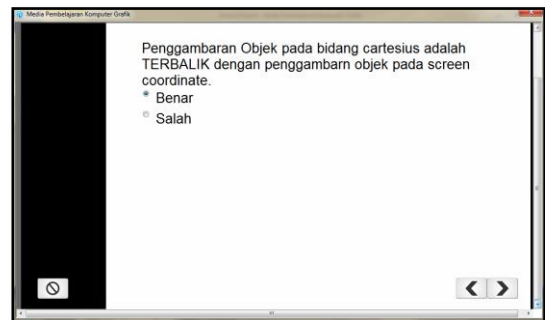 Media Pembelajaran Komputer Grafik
Penggambaran Objek pada bidang cartesius adalah
TERBALIK dengan penggambarn objek pada screen
coordinate.
Benar
Salah